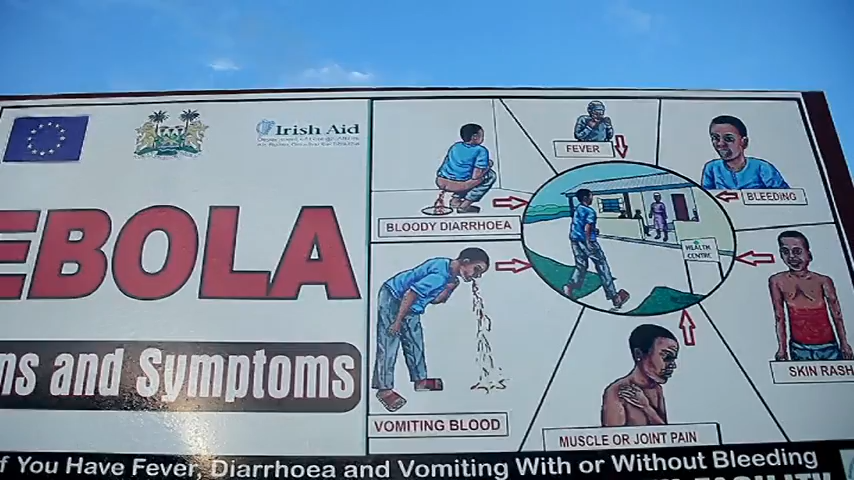 Irish Aid
EBOLA
ns and Symptoms
FEVER
BLEEDING
BLOODY DIARRHOEA
HEALTH
CENTRE
SKIN RASH
VOMITING BLOOD
MUSCLE OR JOINT PAIN
f You Have Fever, Diarrhoea and Vomiting With or Without Bleeding